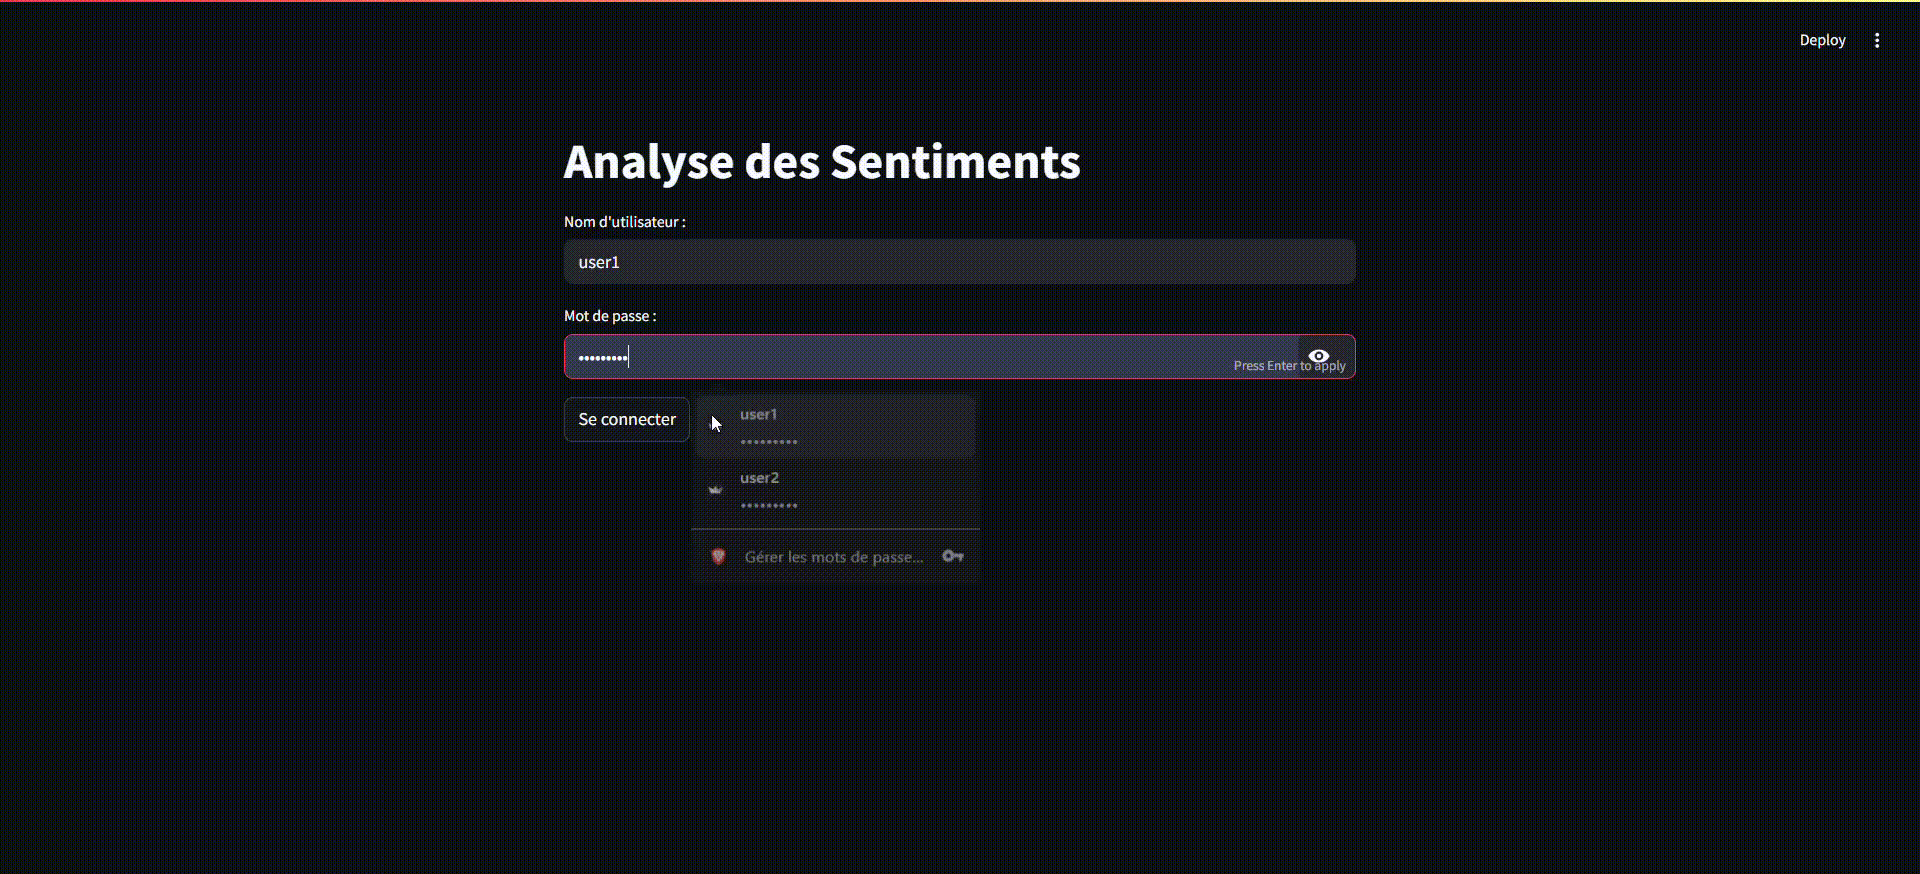 Deploy
Analyse des Sentiments
Nom d'utilisateur :
user1
Mot de passe :
•••••••••
Press Enter to apply
Se connecter
user1
•••••••••
user2
•••••••••
Gérer les mots de passe...